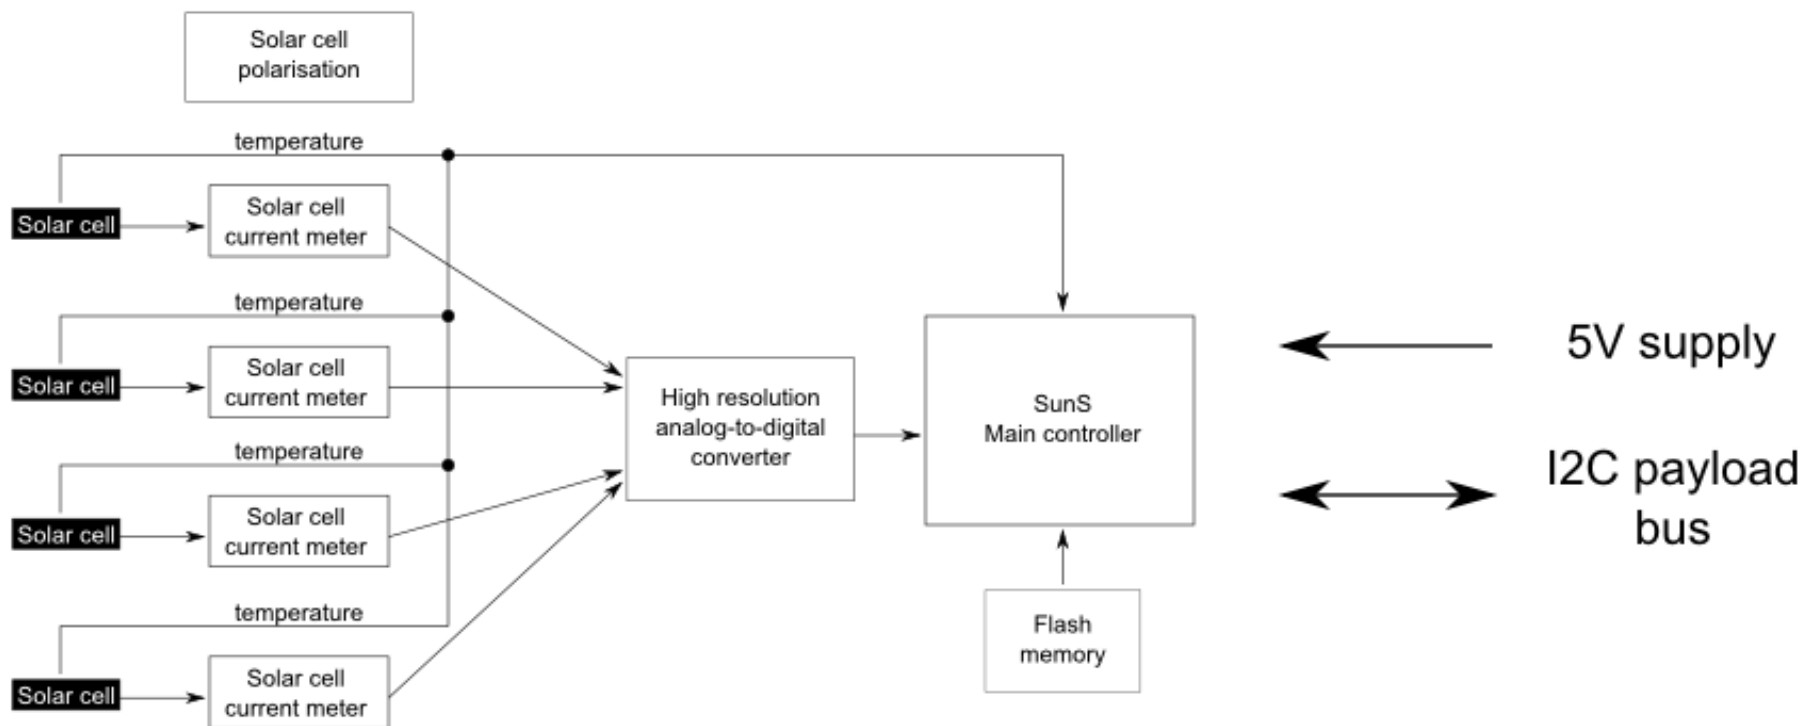 Solar cell
polarisation
temperature
Solar cell
Solar cell
current meter
temperature
Solar cell
Solar cell
current meter
temperature
Solar cell
Solar cell
current meter
temperature
Solar cell
Solar cell
current meter
High resolution
analog-to-digital
converter
SunS
Main controller
Flash
memory
5V supply
I2C payload
bus